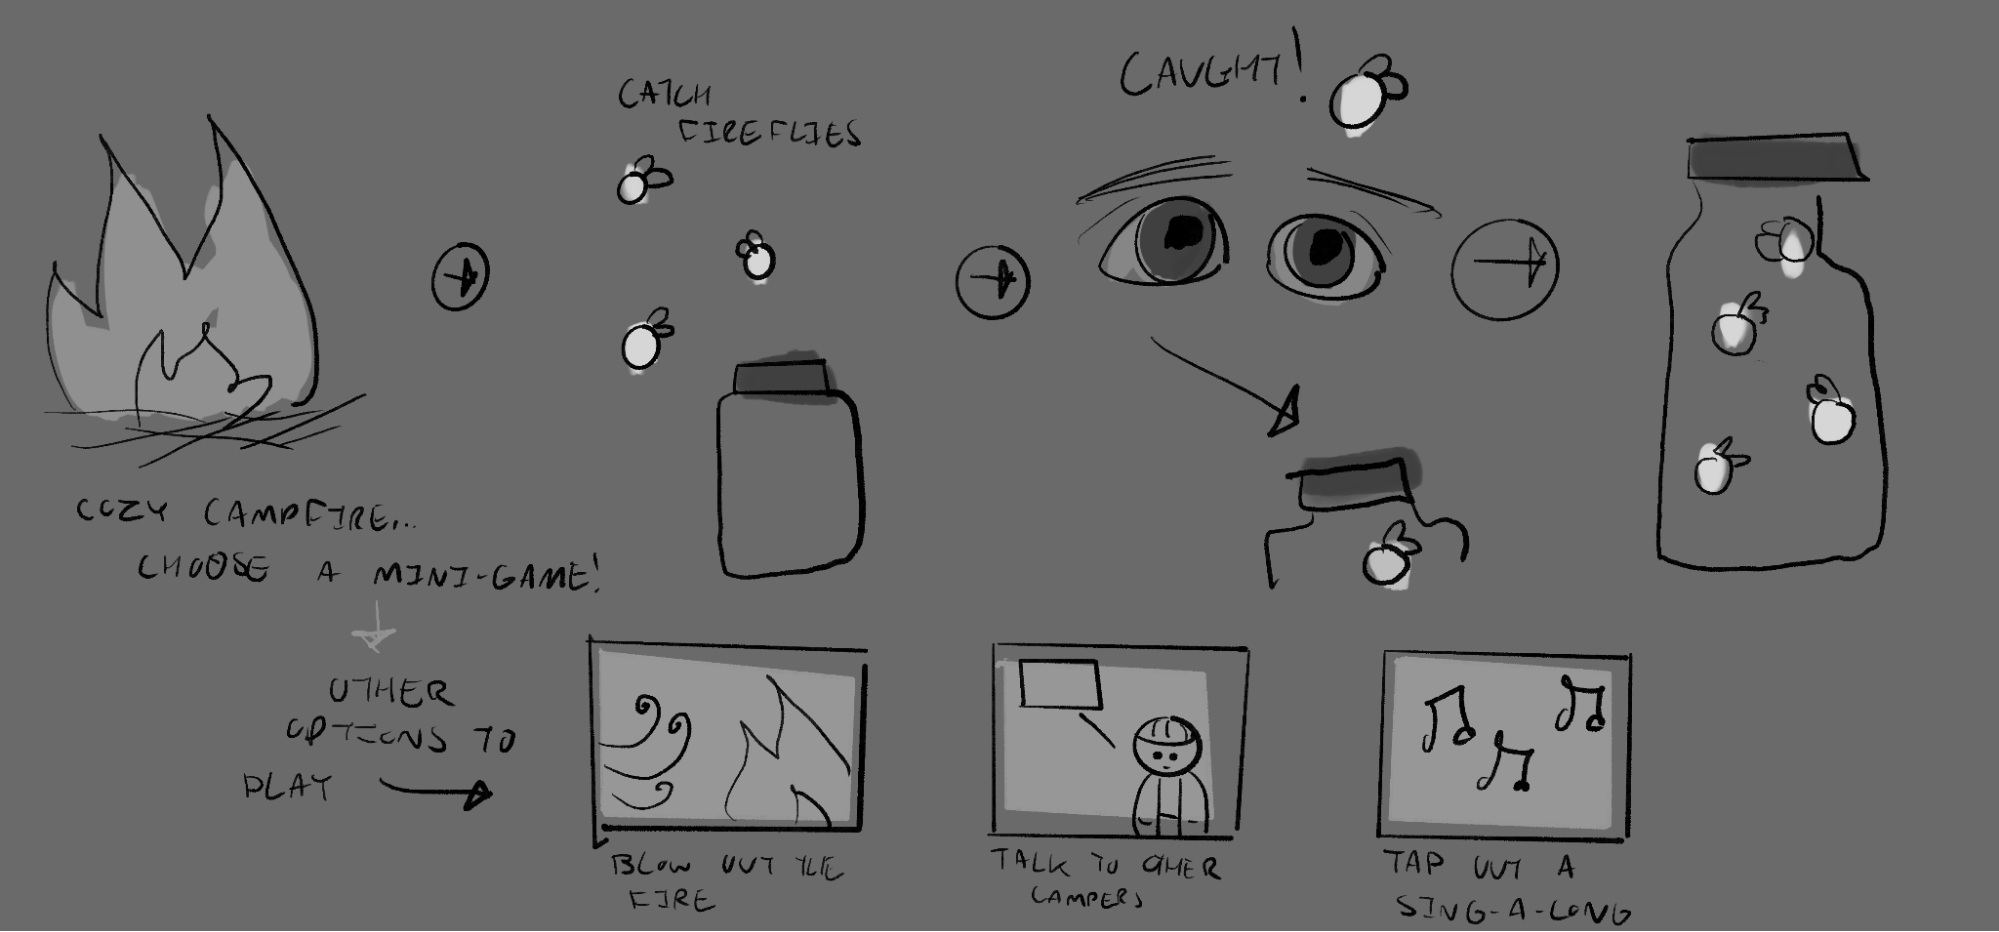 CATCH
FIREFLIES
CAUGHT!
COZY CAMPFIRE...
CHOOSE A MINI-GAME!
OTHER
OPTIONS TO
PLAY
BLOW OUT THE
FIRE
TALK TO OTHER
CAMPERS
TAP OUT A
SING-A-LONG